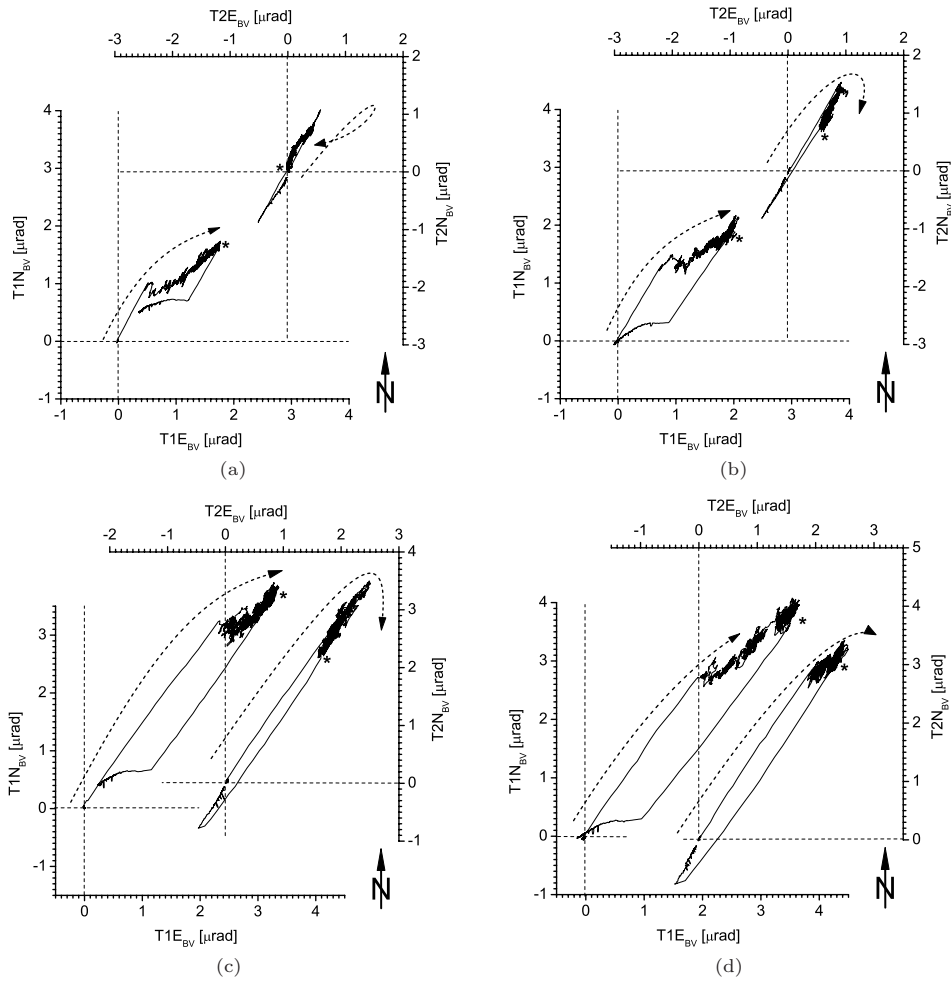 T2E_BV [μrad]
-3 -2 -1 0 1 2
2
1
0
-1
-2
-3
T2N_BV [μrad]
4
3
2
1
0
-1
T1N_BV [μrad]
*
*
N
-1 0 1 2 3 4
T1E_BV [μrad]
(a)
T2E_BV [μrad]
-3 -2 -1 0 1 2
2
1
0
-1
-2
-3
T2N_BV [μrad]
4
3
2
1
0
-1
T1N_BV [μrad]
*
*
N
-1 0 1 2 3 4
T1E_BV [μrad]
(b)
T2E_BV [μrad]
-2 -1 0 1 2 3
4
3
2
1
0
-1
T2N_BV [μrad]
3
2
1
0
-1
T1N_BV [μrad]
*
*
N
0 1 2 3 4
T1E_BV [μrad]
(c)
T2E_BV [μrad]
-1 0 1 2 3
5
4
3
2
1
0
T2N_BV [μrad]
4
3
2
1
0
-1
T1N_BV [μrad]
*
*
N
0 1 2 3 4
T1E_BV [μrad]
(d)